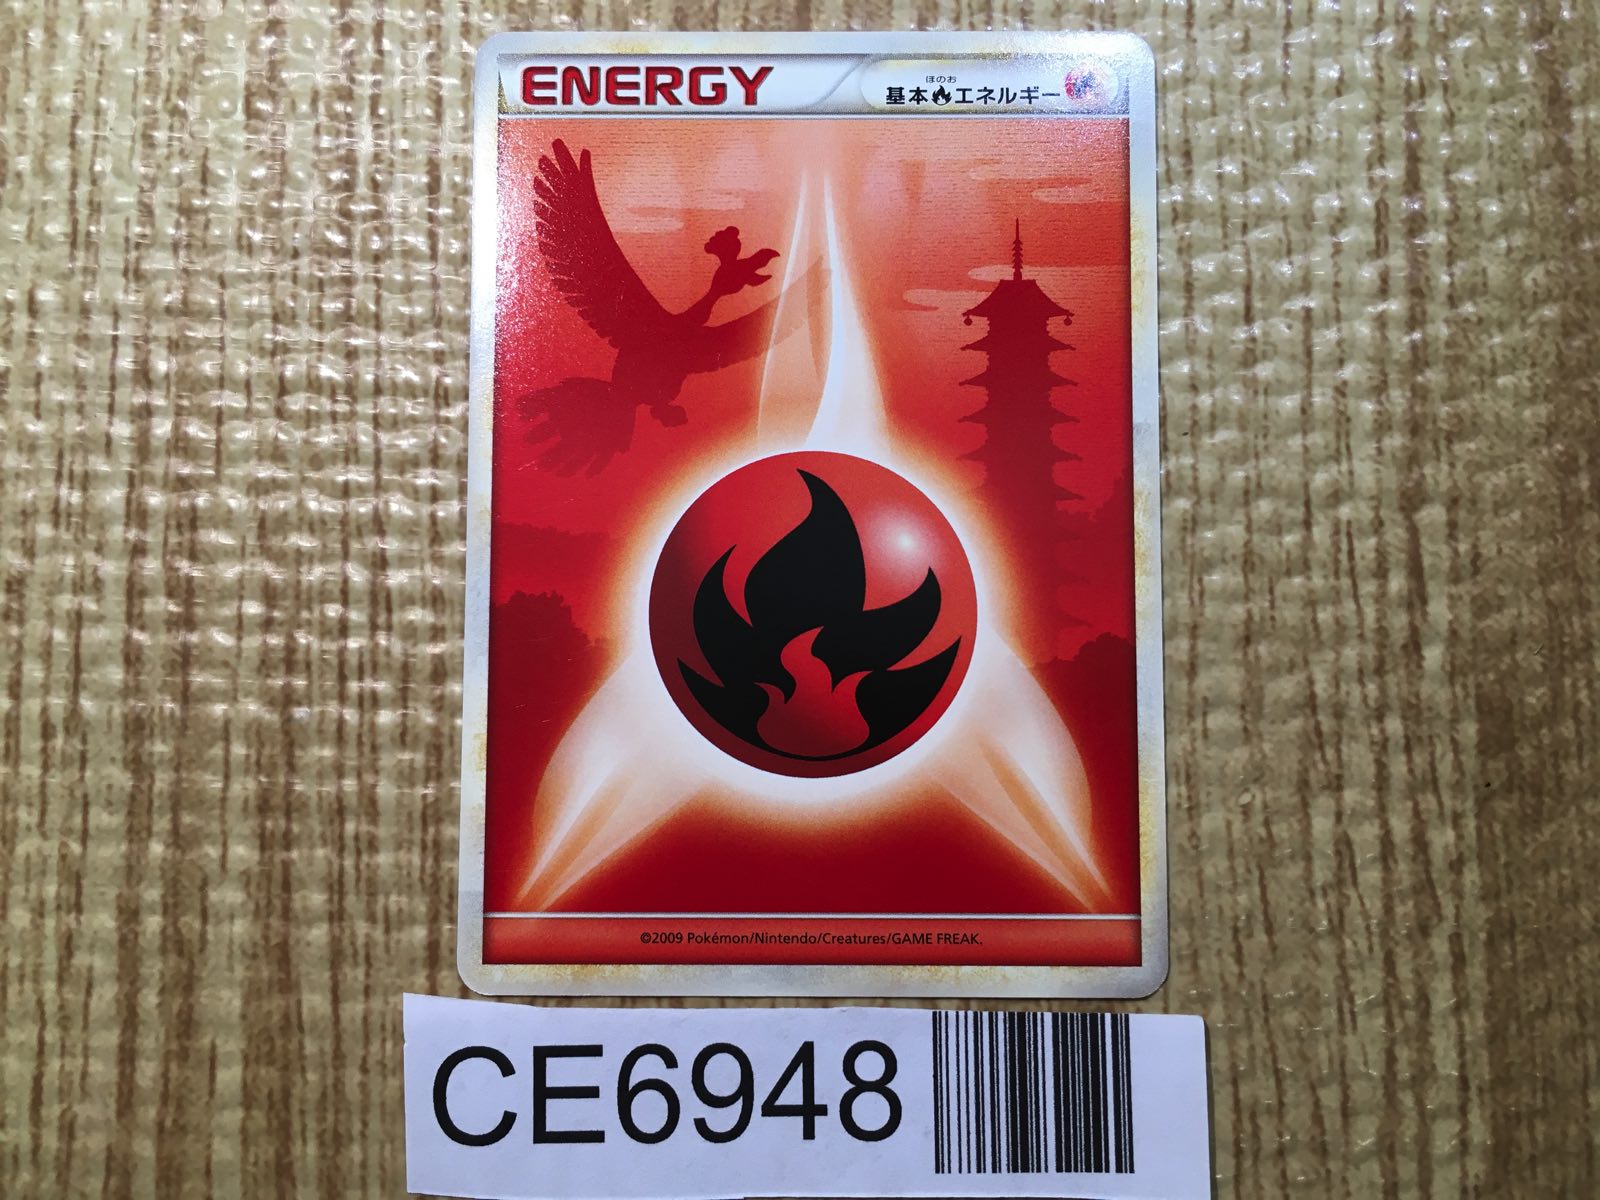 ENERGY
ほのお
基本エネルギー
©2009 Pokémon/Nintendo/Creatures/GAME FREAK.
CE6948